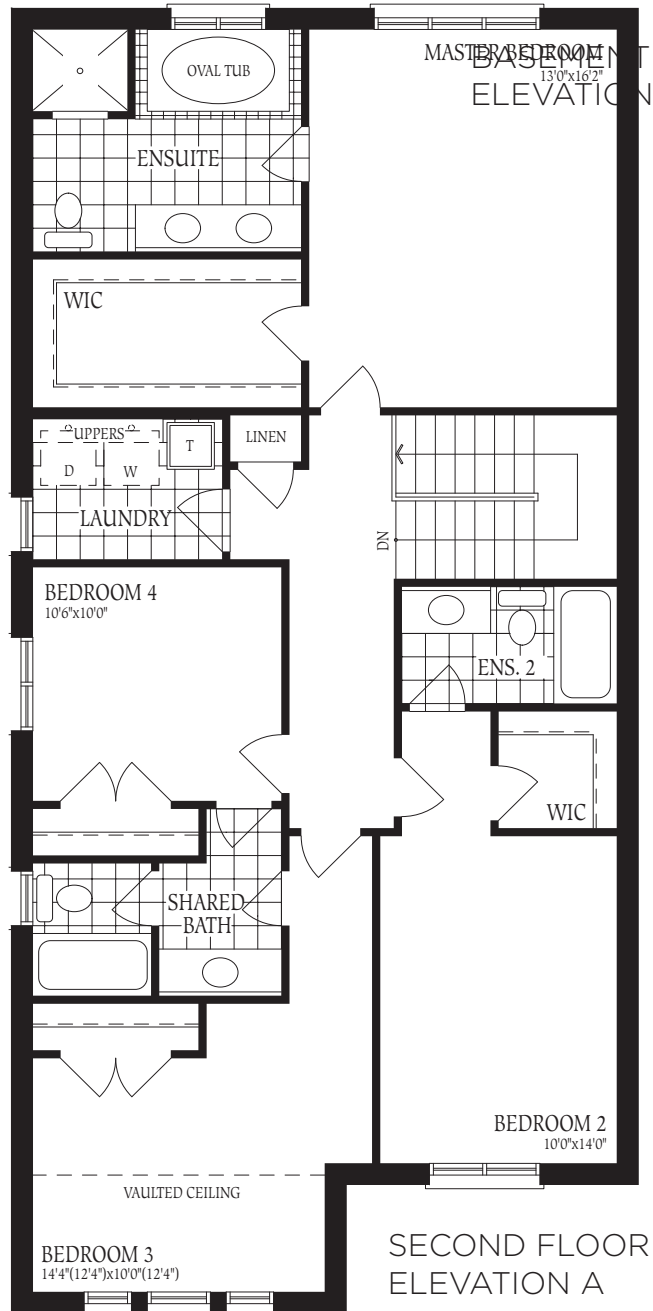 MASTER BEDROOM
13'0"x16'2"
BASEMENT
ELEVATION
OVAL TUB
ENSUITE
WIC
UPPERS
D
W
T
LINEN
LAUNDRY
DN
BEDROOM 4
10'6"x10'0"
ENS. 2
WIC
SHARED
BATH
BEDROOM 2
10'0"x14'0"
VAULTED CEILING
BEDROOM 3
14'4"(12'4")x10'0"(12'4")
SECOND FLOOR
ELEVATION A